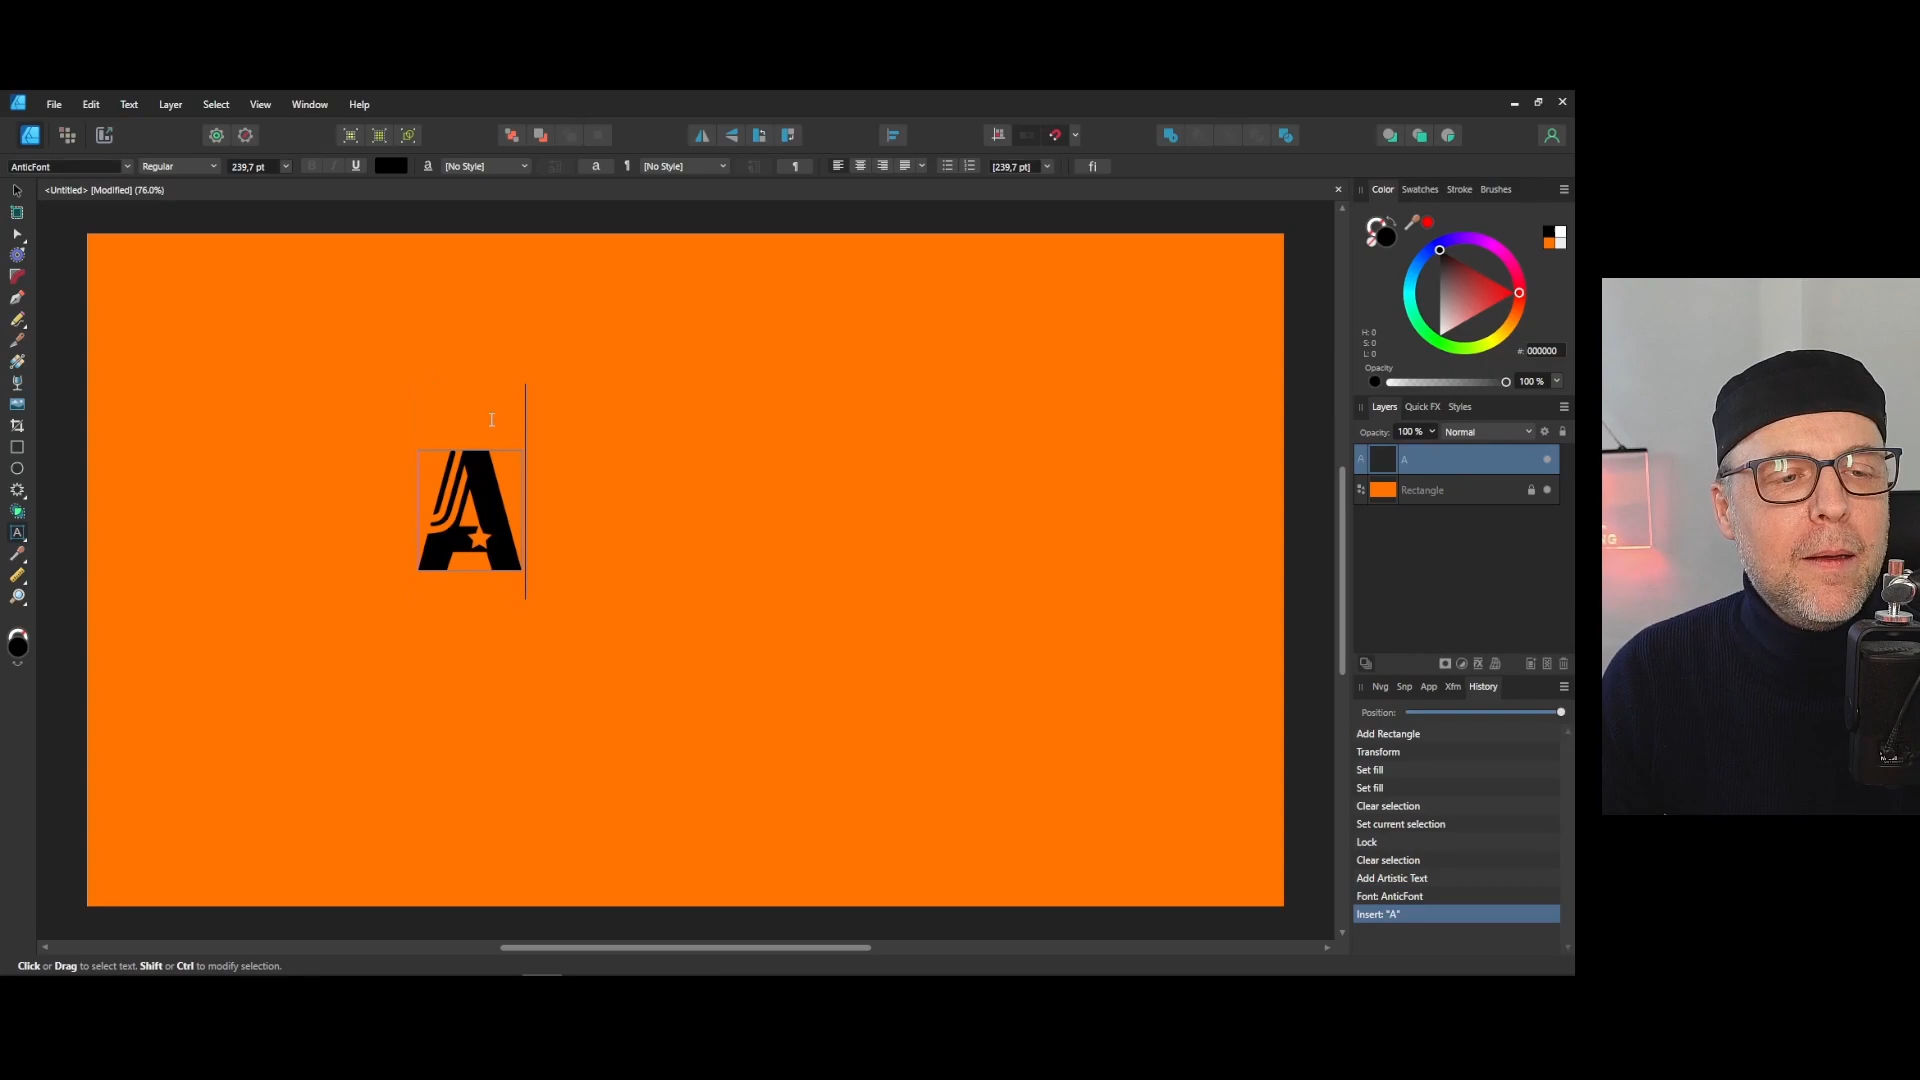 File Edit Text Layer Select View Window Help
AnticFont Regular 239,7 pt B I U a [No Style] a ¶ [No Style] ¶ [239,7 pt] fi
<Untitled> [Modified] (76.0%)
Color Swatches Stroke Brushes
H: 0
S: 0
L: 0
#: 000000
Opacity
100 %
Layers Quick FX Styles
Opacity: 100 % Normal
A A
Rectangle
A
A
Nvg Snp App Xfm History
Position:
Add Rectangle
Transform
Set fill
Set fill
Clear selection
Set current selection
Lock
Clear selection
Add Artistic Text
Font: AnticFont
Insert: "A"
Click or Drag to select text. Shift or Ctrl to modify selection.
NG